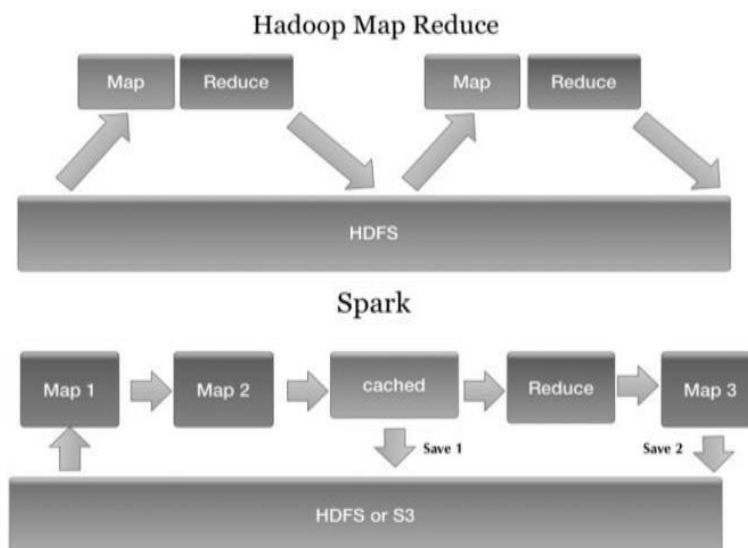 Hadoop Map Reduce
Map Reduce Map Reduce
HDFS
Spark
Map 1 Map 2 cached Reduce Map 3
Save 1 Save 2
HDFS or S3